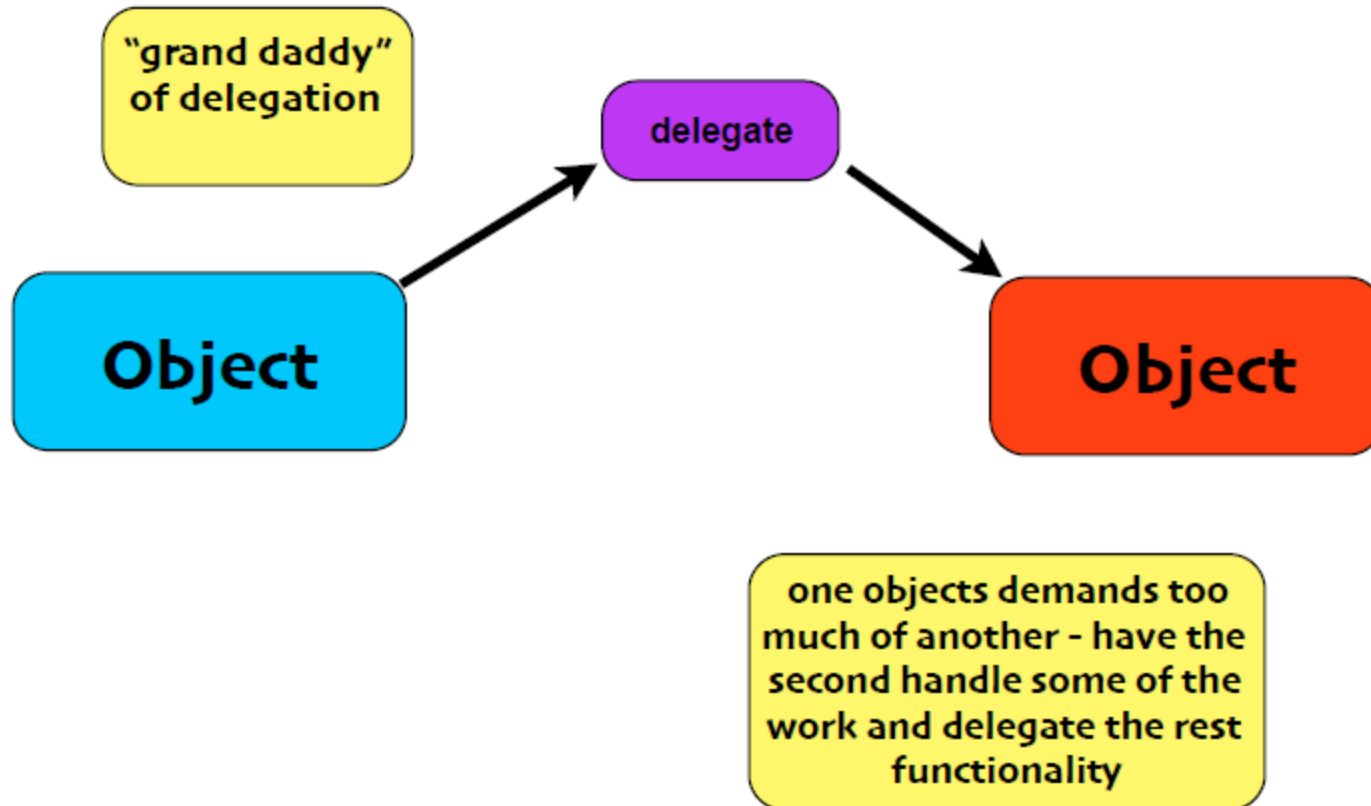 “grand daddy”
of delegation
delegate
Object
Object
one objects demands too
much of another - have the
second handle some of the
work and delegate the rest
functionality